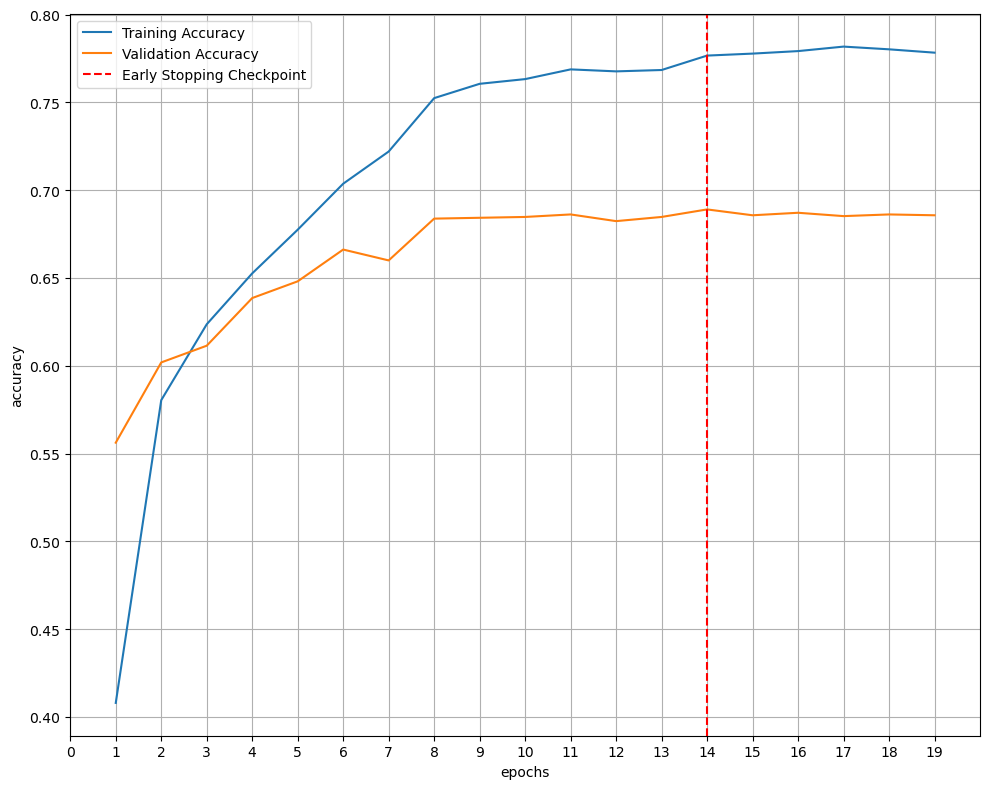 Training Accuracy
Validation Accuracy
Early Stopping Checkpoint
accuracy
0.80
0.75
0.70
0.65
0.60
0.55
0.50
0.45
0.40
0 1 2 3 4 5 6 7 8 9 10 11 12 13 14 15 16 17 18 19
epochs